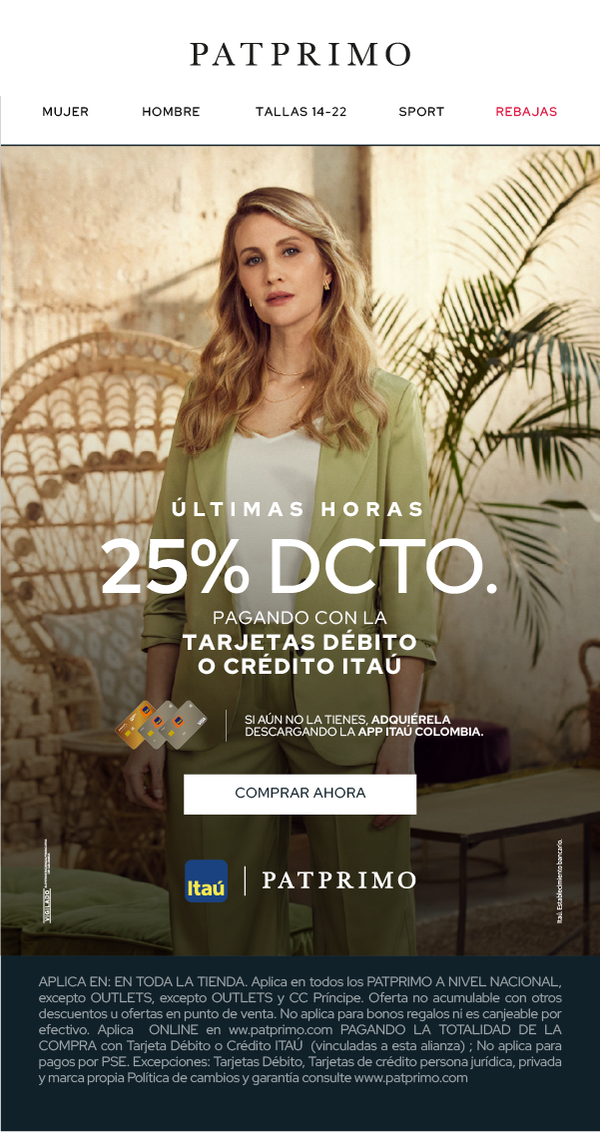 PATPRIMO
MUJER HOMBRE TALLAS 14-22 SPORT REBAJAS
ÚLTIMAS HORAS
25% DCTO.
PAGANDO CON LA
TARJETAS DÉBITO
O CRÉDITO ITAÚ
SI AÚN NO LA TIENES, ADQUIÉRELA
DESCARGANDO LA APP ITAÚ COLOMBIA.
COMPRAR AHORA
Itaú PATPRIMO
VIGILADO
Itaú. Establecimiento bancario.
APLICA EN: EN TODA LA TIENDA. Aplica en todos los PATPRIMO A NIVEL NACIONAL,
excepto OUTLETS, excepto OUTLETS y CC Príncipe. Oferta no acumulable con otros
descuentos u ofertas en punto de venta. No aplica para bonos regalos ni es canjeable por
efectivo. Aplica ONLINE en ww.patprimo.com PAGANDO LA TOTALIDAD DE LA
COMPRA con Tarjeta Débito o Crédito ITAÚ (vinculadas a esta alianza) ; No aplica para
pagos por PSE. Excepciones: Tarjetas Débito, Tarjetas de crédito persona jurídica, privada
y marca propia Política de cambios y garantía consulte www.patprimo.com